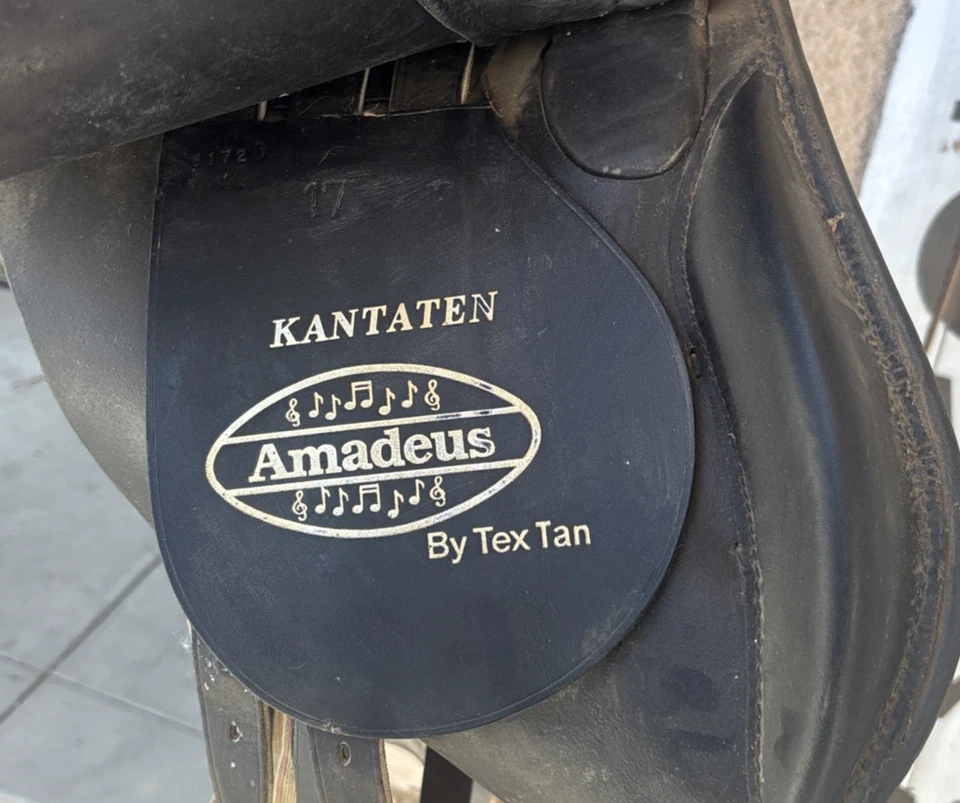 17
KANTATEN
Amadeus
By Tex Tan